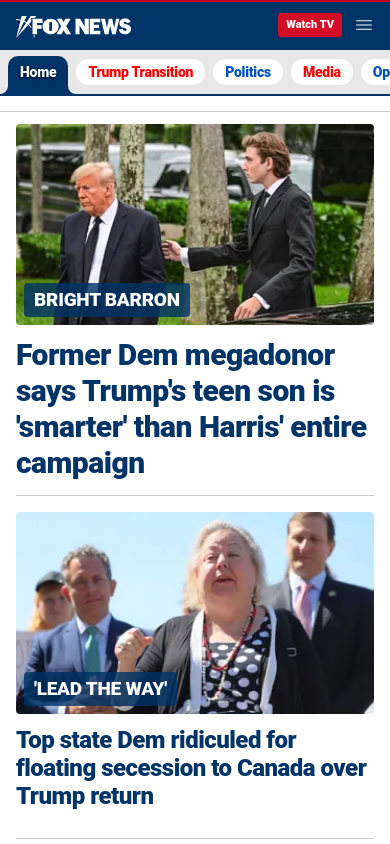 FOX NEWS
Watch TV
Home
Trump Transition
Politics
Media
Op
BRIGHT BARRON
Former Dem megadonor
says Trump's teen son is
'smarter' than Harris' entire
campaign
'LEAD THE WAY'
Top state Dem ridiculed for
floating secession to Canada over
Trump return